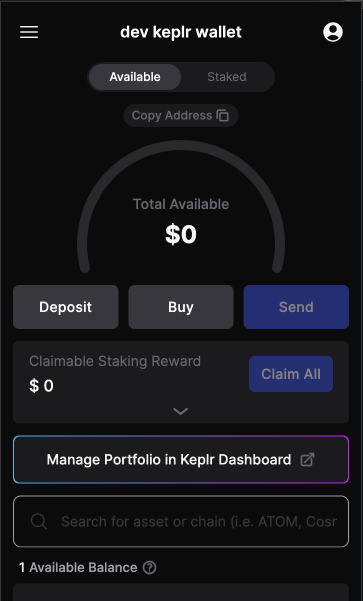 dev keplr wallet
Available Staked
Copy Address
Total Available
$0
Deposit Buy Send
Claimable Staking Reward
$ 0
Claim All
Manage Portfolio in Keplr Dashboard
Search for asset or chain (i.e. ATOM, Cosm
1 Available Balance